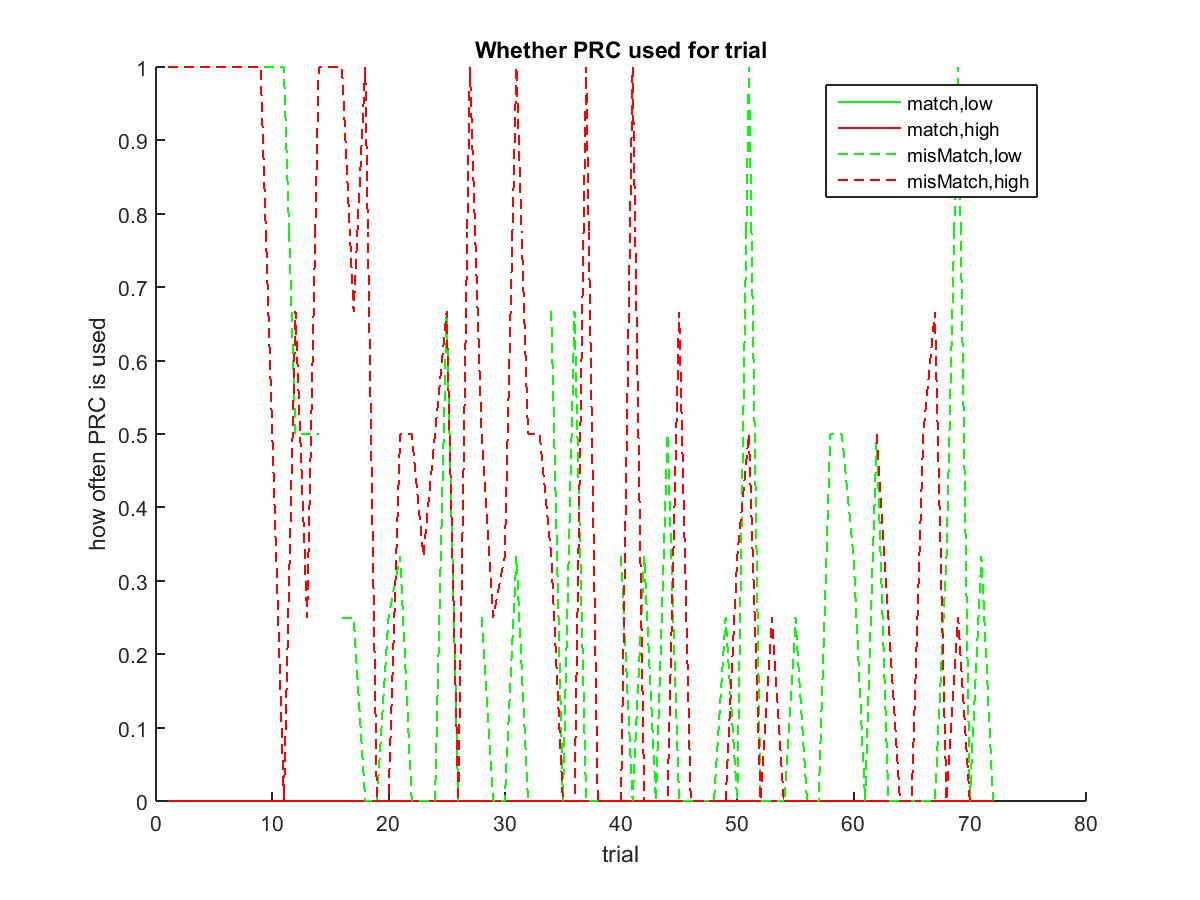 Whether PRC used for trial
match,low
match,high
misMatch,low
misMatch,high
how often PRC is used
1
0.9
0.8
0.7
0.6
0.5
0.4
0.3
0.2
0.1
0
0 10 20 30 40 50 60 70 80
trial